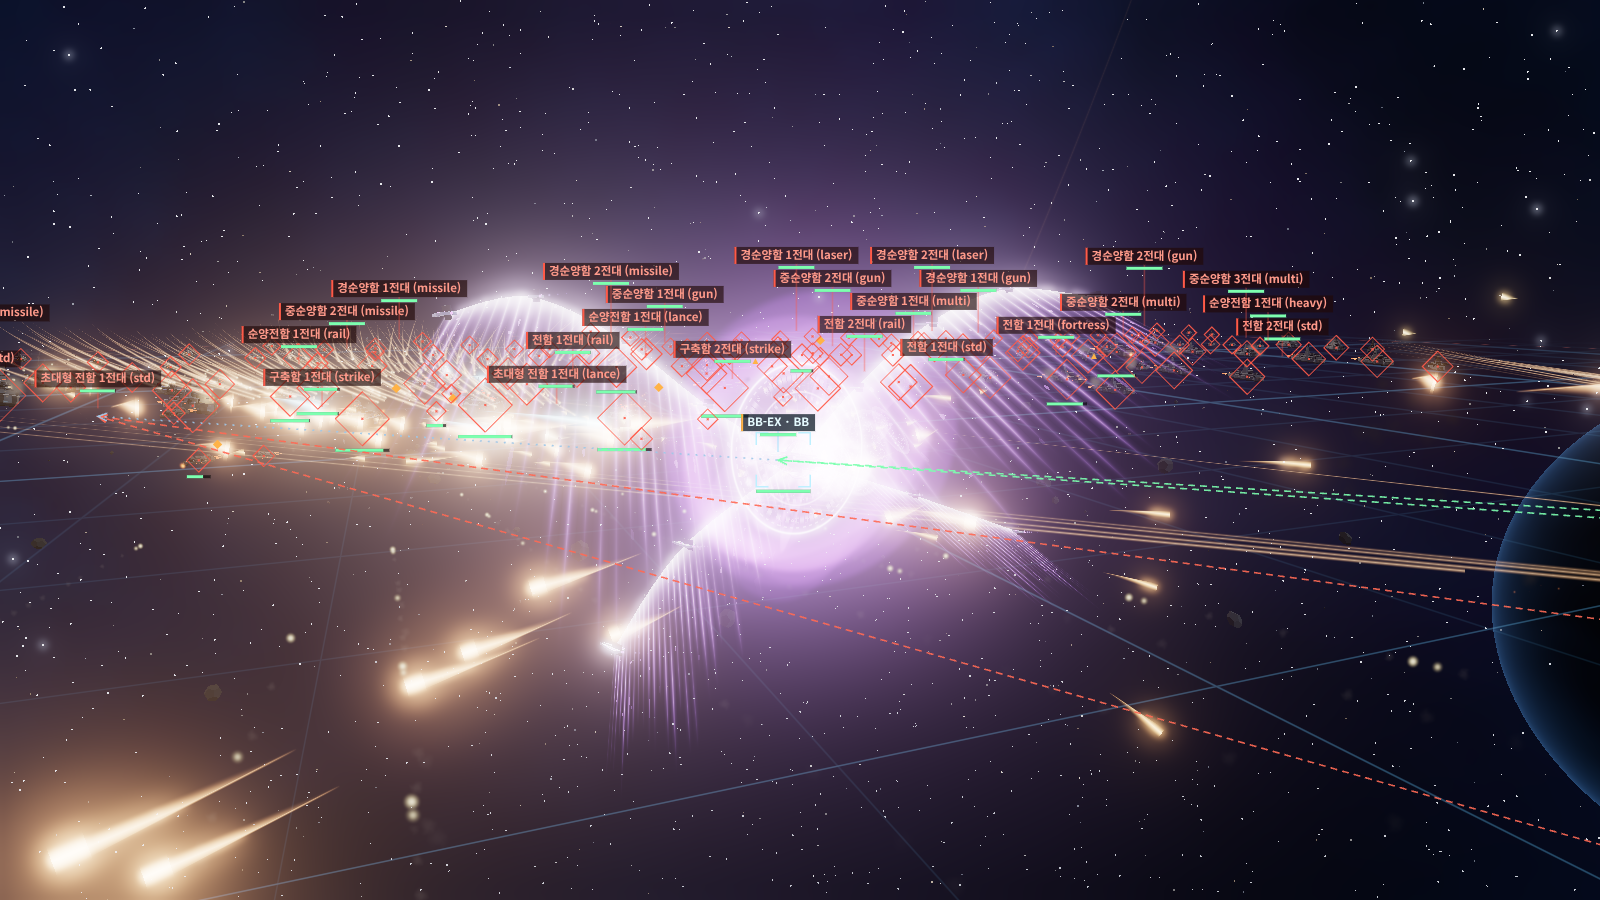 경순양함 1전대 (laser)
경순양함 2전대 (laser)
경순양함 2전대 (gun)
경순양함 2전대 (missile)
중순양함 2전대 (gun)
경순양함 1전대 (gun)
중순양함 3전대 (multi)
경순양함 1전대 (missile)
중순양함 1전대 (gun)
중순양함 1전대 (multi)
중순양함 2전대 (multi)
순양전함 1전대 (heavy)
missile)
중순양함 2전대 (missile)
순양전함 1전대 (lance)
전함 2전대 (rail)
전함 1전대 (fortress)
전함 2전대 (std)
순양전함 1전대 (rail)
전함 1전대 (rail)
구축함 2전대 (strike)
전함 1전대 (std)
td)
초대형 전함 1전대 (std)
구축함 1전대 (strike)
초대형 전함 1전대 (lance)
BB-EX · BB